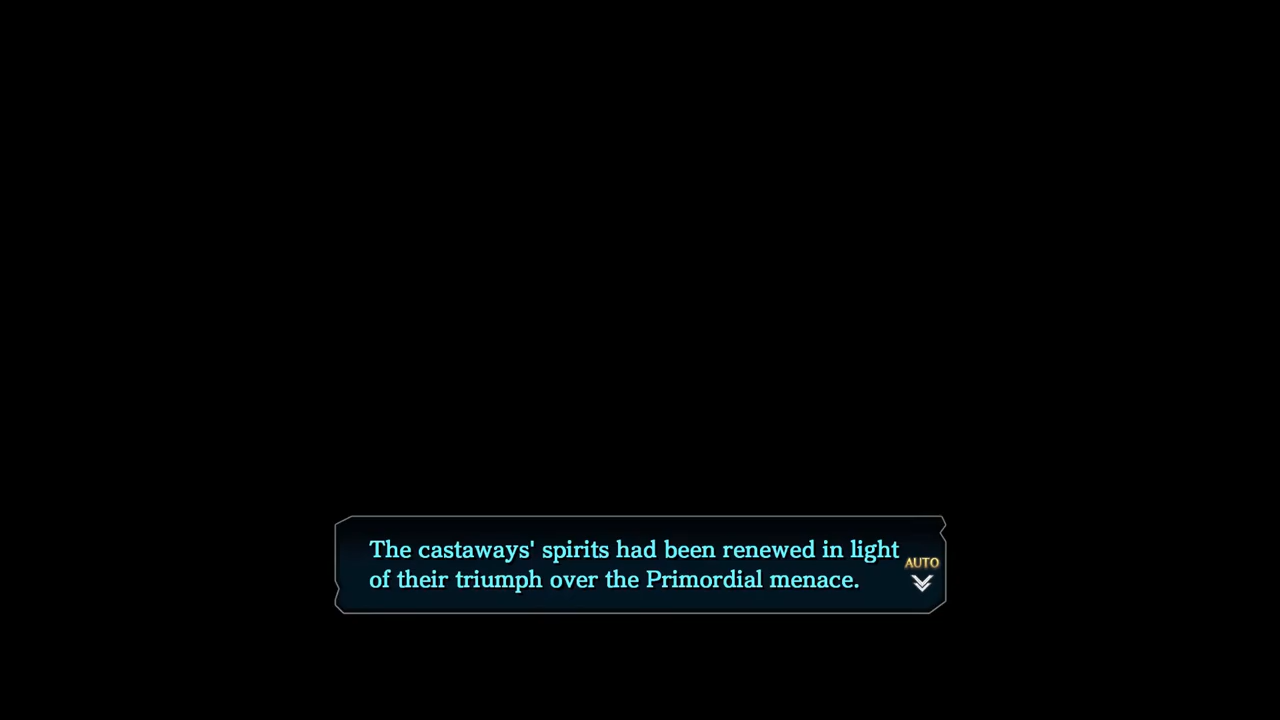 The castaways' spirits had been renewed in light
of their triumph over the Primordial menace.
AUTO